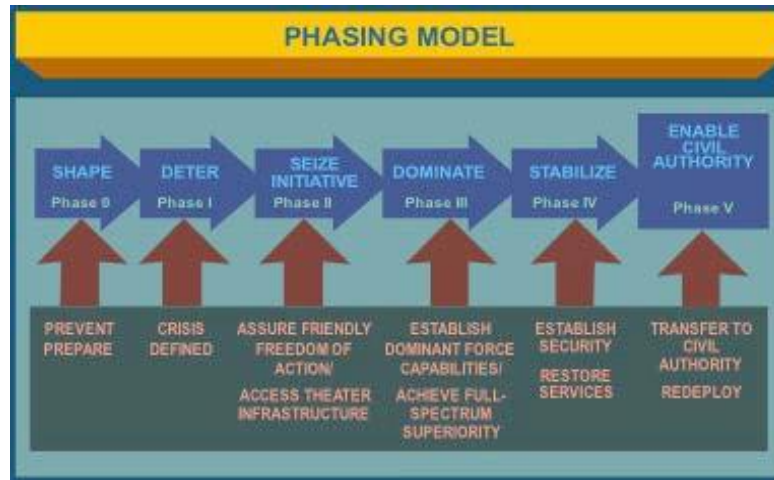 PHASING MODEL
SHAPE
Phase 0
DETER
Phase I
SEIZE
INITIATIVE
Phase II
DOMINATE
Phase III
STABILIZE
Phase IV
ENABLE
CIVIL
AUTHORITY
Phase V
PREVENT
PREPARE
CRISIS
DEFINED
ASSURE FRIENDLY
FREEDOM OF
ACTION/
ACCESS THEATER
INFRASTRUCTURE
ESTABLISH
DOMINANT FORCE
CAPABILITIES/
ACHIEVE FULL-
SPECTRUM
SUPERIORITY
ESTABLISH
SECURITY
RESTORE
SERVICES
TRANSFER TO
CIVIL
AUTHORITY
REDEPLOY